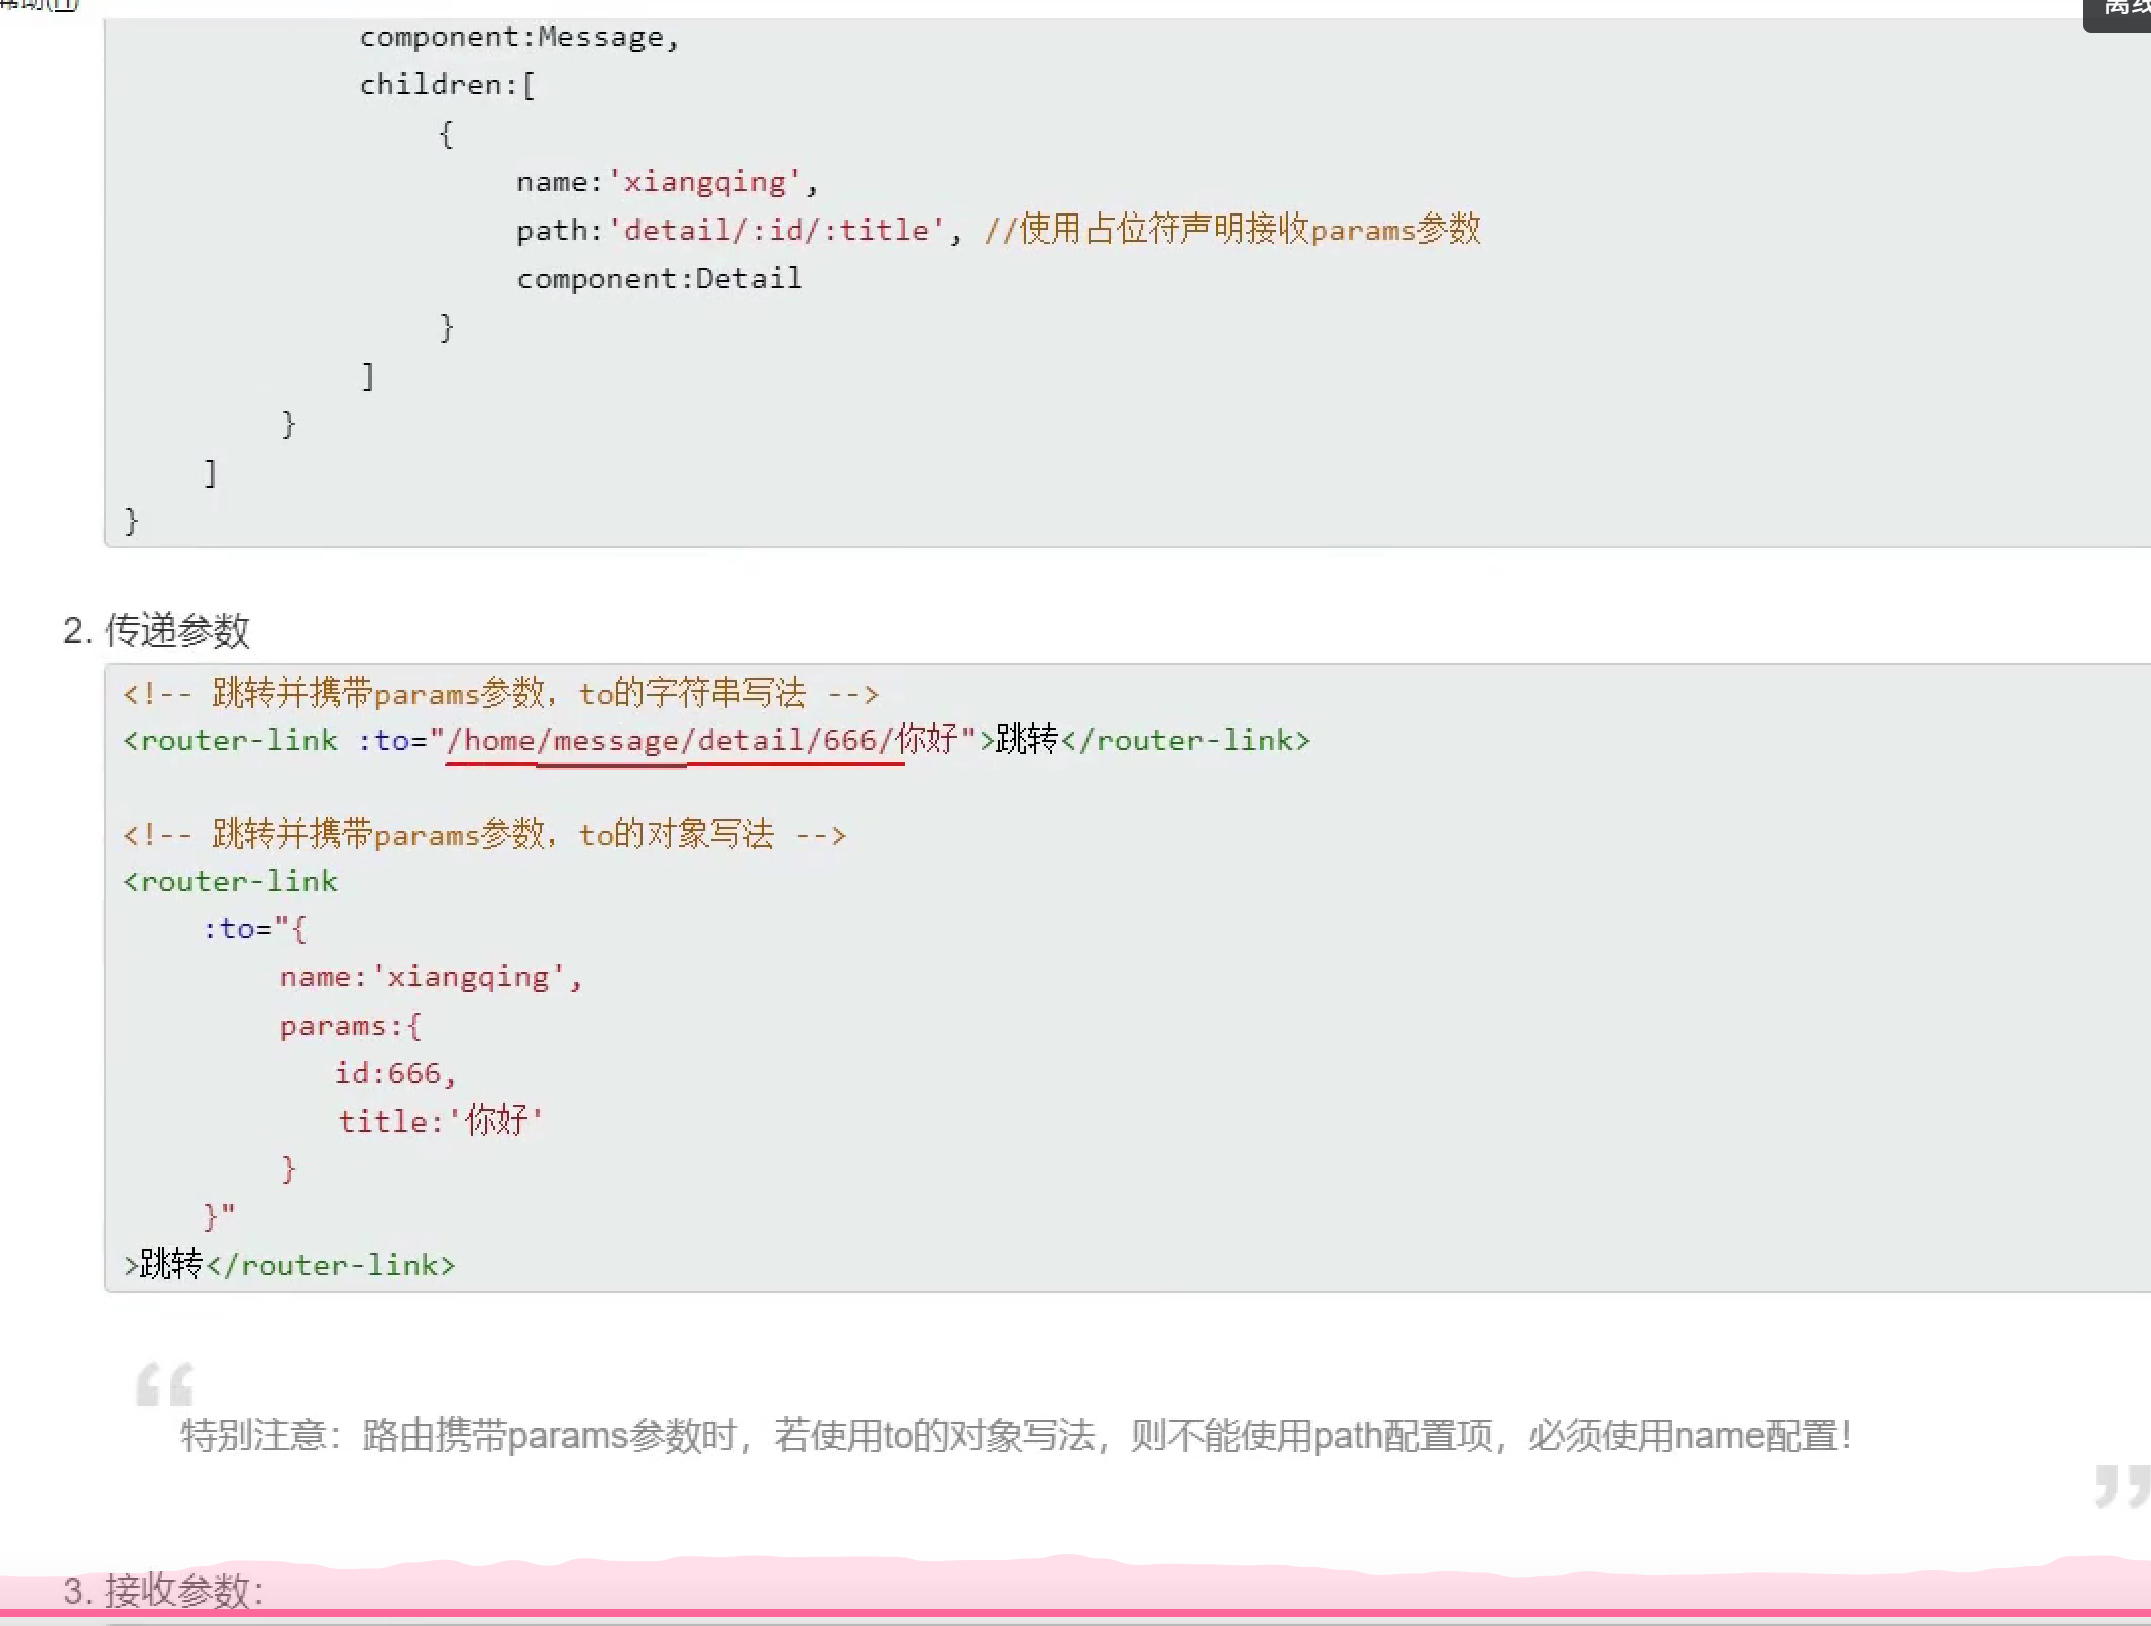 帮助(H)
离线
component:Message,
children:[
{
name:'xiangqing',
path:'detail/:id/:title', //使用占位符声明接收params参数
component:Detail
}
]
}
]
}
2. 传递参数
<!-- 跳转并携带params参数，to的字符串写法 -->
<router-link :to="/home/message/detail/666/你好">跳转</router-link>
<!-- 跳转并携带params参数，to的对象写法 -->
<router-link
:to="{
name:'xiangqing',
params:{
id:666,
title:'你好'
}
}"
>跳转</router-link>
“
特别注意：路由携带params参数时，若使用to的对象写法，则不能使用path配置项，必须使用name配置！
”
3. 接收参数：